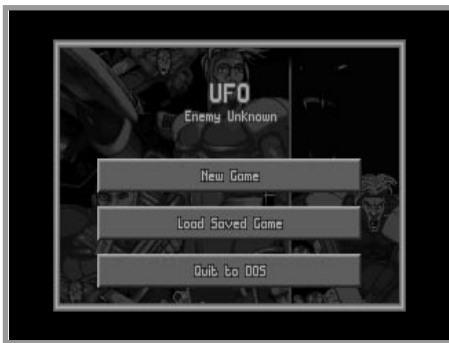 UFO
Enemy Unknown
New Game
Load Saved Game
Quit to DOS